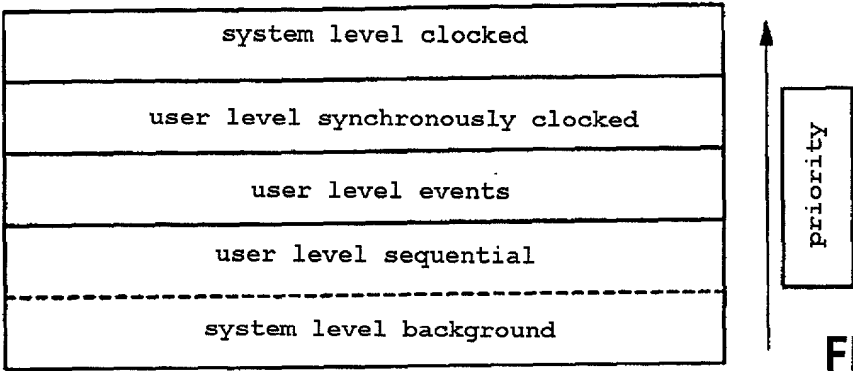 system level clocked
user level synchronously clocked
user level events
user level sequential
system level background
priority